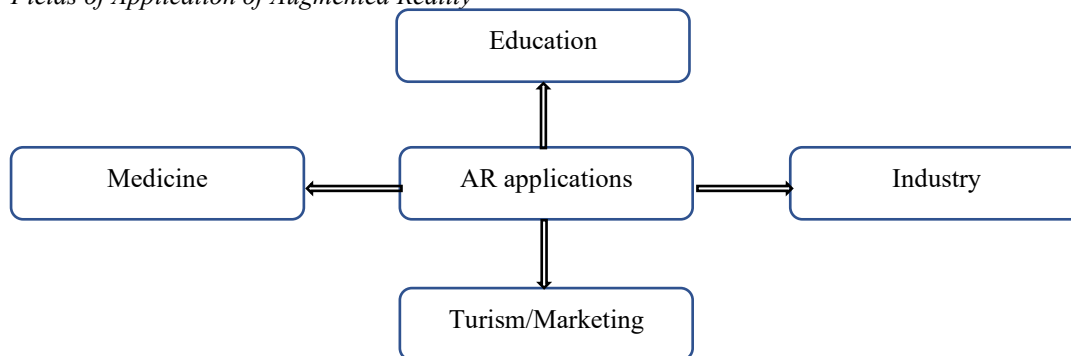 Fields of Application of Augmented Reality
Education
Medicine
AR applications
Industry
Turism/Marketing